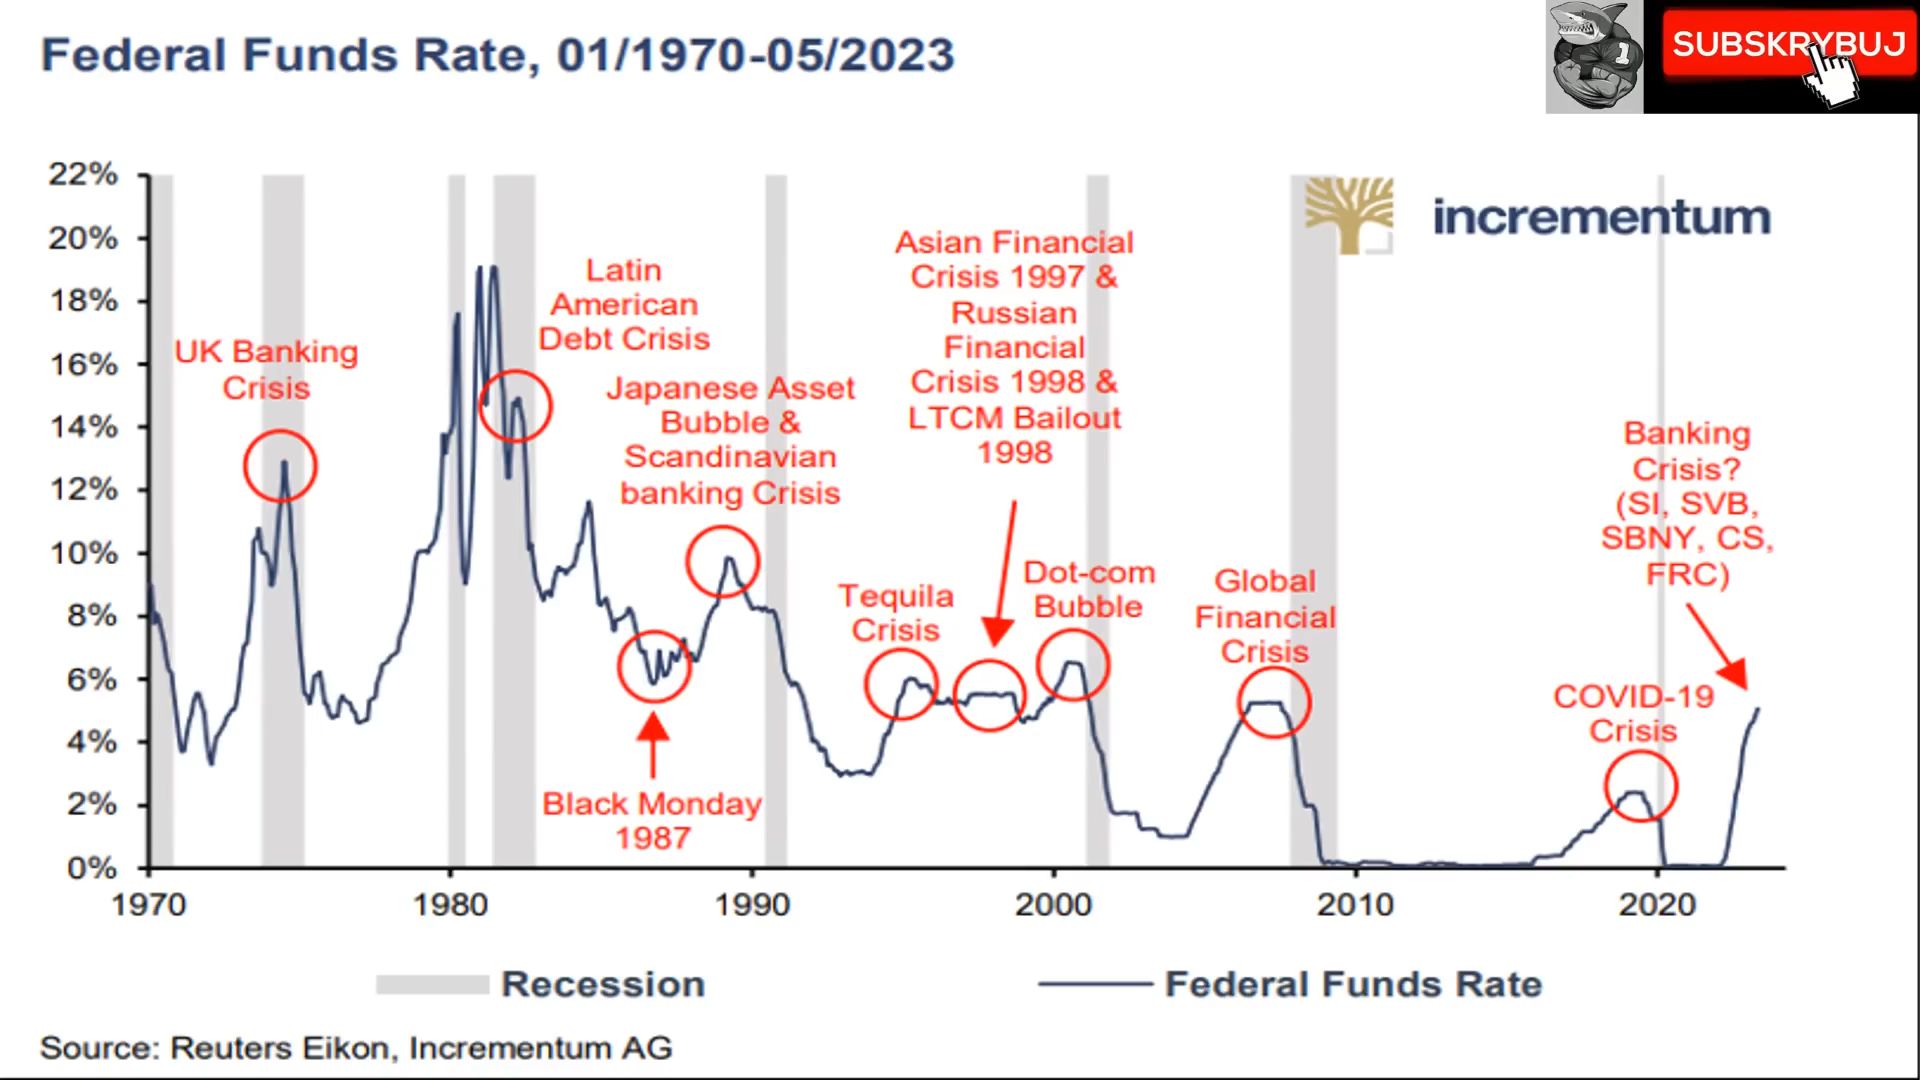 Federal Funds Rate, 01/1970-05/2023
1
SUBSKRYBUJ
incrementum
22%
20%
18%
16%
14%
12%
10%
8%
6%
4%
2%
0%
UK Banking
Crisis
Latin
American
Debt Crisis
Japanese Asset
Bubble &
Scandinavian
banking Crisis
Black Monday
1987
Tequila
Crisis
Asian Financial
Crisis 1997 &
Russian
Financial
Crisis 1998 &
LTCM Bailout
1998
Dot-com
Bubble
Global
Financial
Crisis
COVID-19
Crisis
Banking
Crisis?
(SI, SVB,
SBNY, CS,
FRC)
1970
1980
1990
2000
2010
2020
Recession
Federal Funds Rate
Source: Reuters Eikon, Incrementum AG